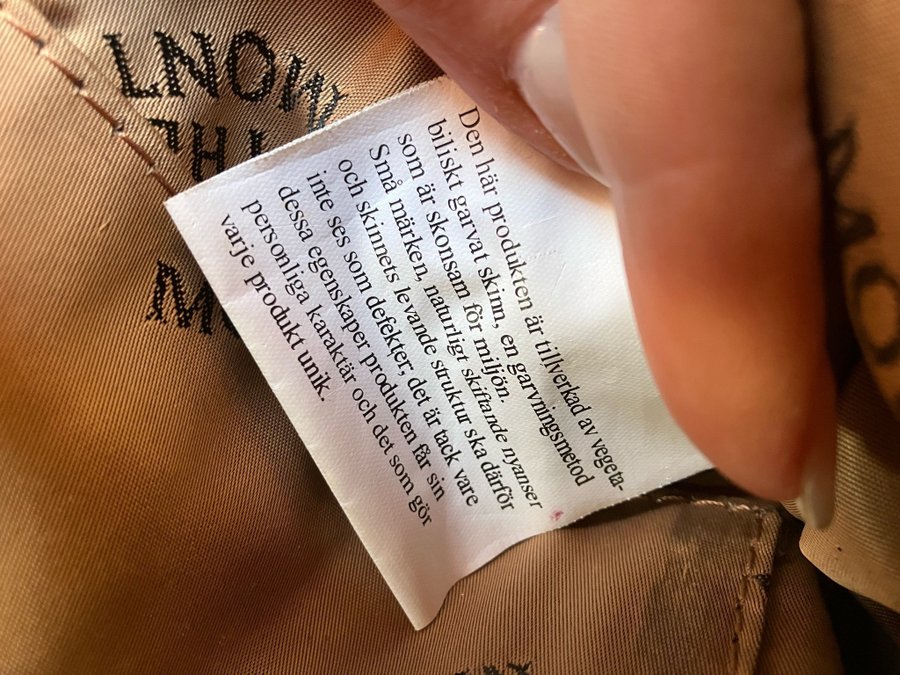 Den här produkten är tillverkad av vegeta-
biliskt garvat skinn, en garvningsmetod
som är skonsam för miljön.
Små märken, naturligt skiftande nyanser
och skinnets levande struktur ska därför
inte ses som defekter, det är tack vare
dessa egenskaper produkten får sin
personliga karaktär och det som gör
varje produkt unik.